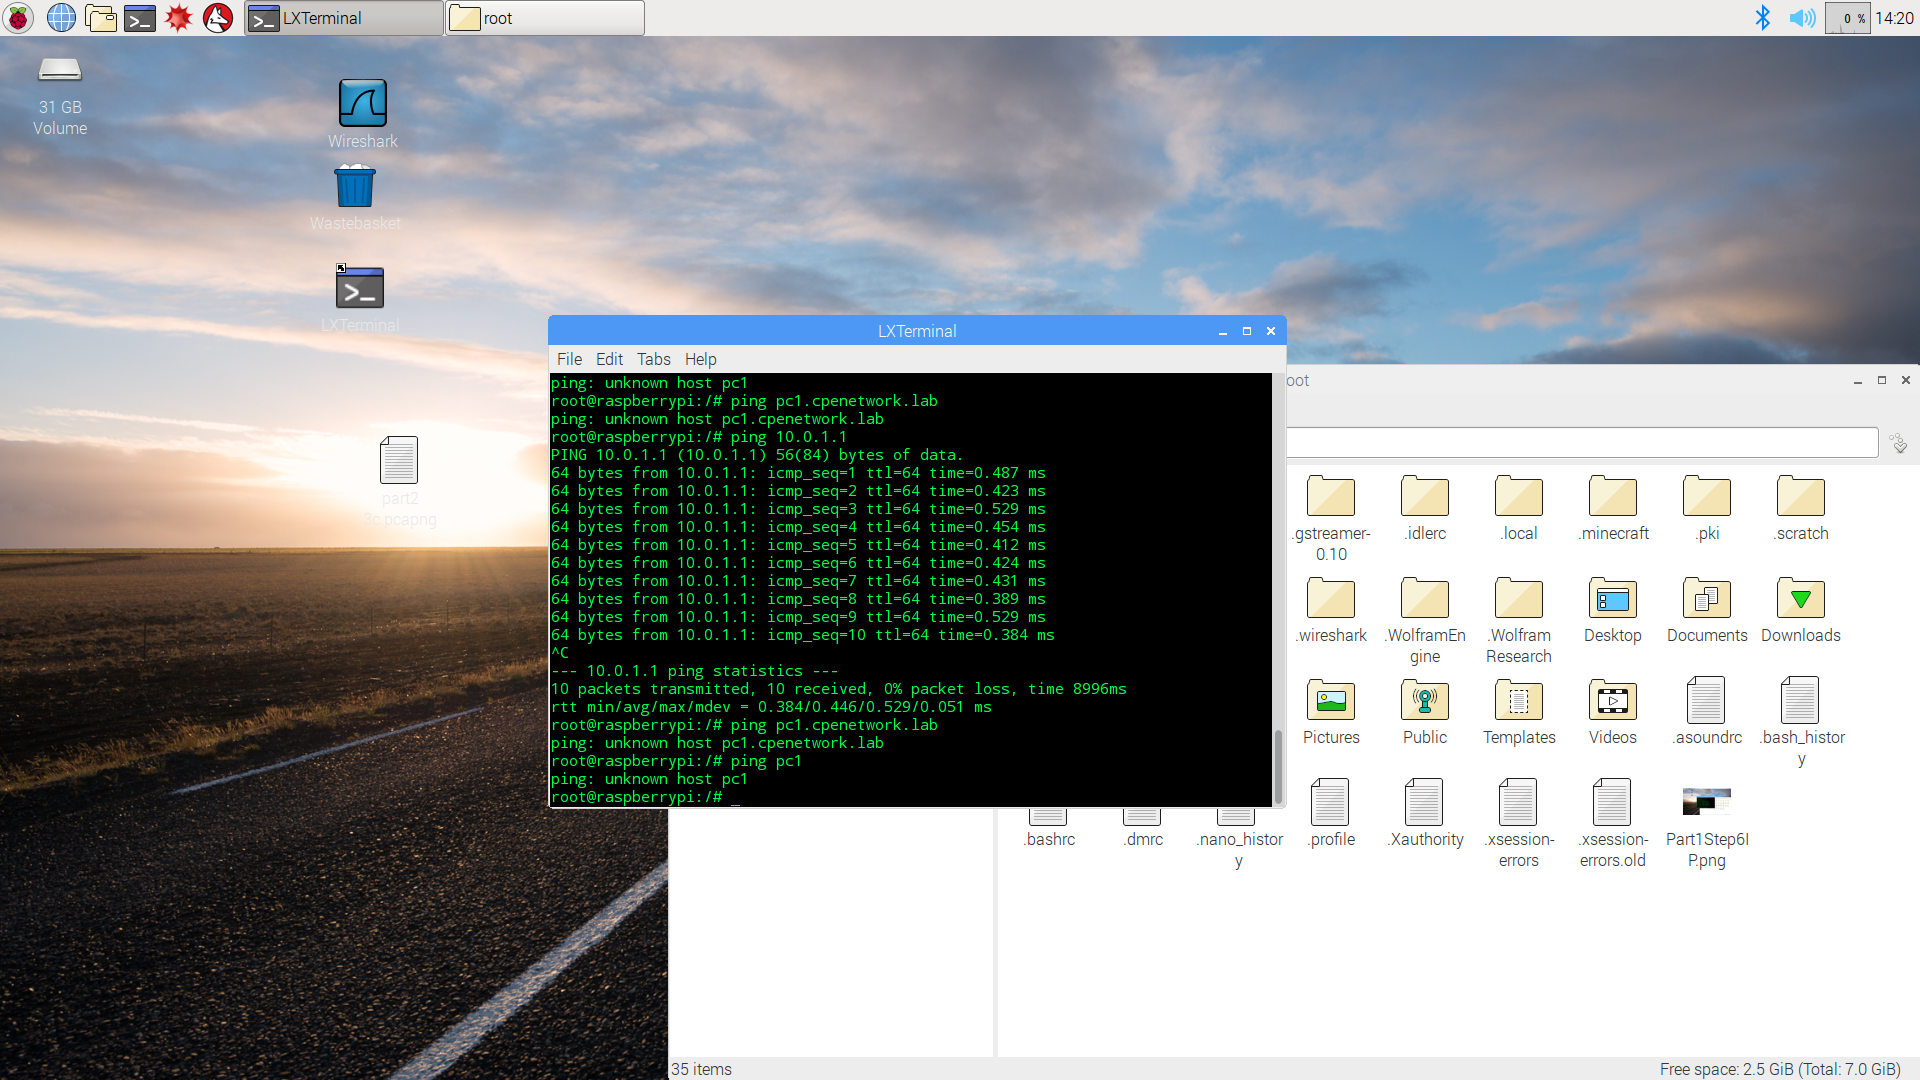 LXTerminal
root
0 %
14:20
31 GB
Volume
Wireshark
Wastebasket
LXTerminal
part2
3c.pcapng
LXTerminal
File Edit Tabs Help
ping: unknown host pc1
root@raspberrypi:/# ping pc1.cpenetwork.lab
ping: unknown host pc1.cpenetwork.lab
root@raspberrypi:/# ping 10.0.1.1
PING 10.0.1.1 (10.0.1.1) 56(84) bytes of data.
64 bytes from 10.0.1.1: icmp_seq=1 ttl=64 time=0.487 ms
64 bytes from 10.0.1.1: icmp_seq=2 ttl=64 time=0.423 ms
64 bytes from 10.0.1.1: icmp_seq=3 ttl=64 time=0.529 ms
64 bytes from 10.0.1.1: icmp_seq=4 ttl=64 time=0.454 ms
64 bytes from 10.0.1.1: icmp_seq=5 ttl=64 time=0.412 ms
64 bytes from 10.0.1.1: icmp_seq=6 ttl=64 time=0.424 ms
64 bytes from 10.0.1.1: icmp_seq=7 ttl=64 time=0.431 ms
64 bytes from 10.0.1.1: icmp_seq=8 ttl=64 time=0.389 ms
64 bytes from 10.0.1.1: icmp_seq=9 ttl=64 time=0.529 ms
64 bytes from 10.0.1.1: icmp_seq=10 ttl=64 time=0.384 ms
^C
--- 10.0.1.1 ping statistics ---
10 packets transmitted, 10 received, 0% packet loss, time 8996ms
rtt min/avg/max/mdev = 0.384/0.446/0.529/0.051 ms
root@raspberrypi:/# ping pc1.cpenetwork.lab
ping: unknown host pc1.cpenetwork.lab
root@raspberrypi:/# ping pc1
ping: unknown host pc1
root@raspberrypi:/# _
oot
.gstreamer-
0.10
.idlerc
.local
.minecraft
.pki
.scratch
.wireshark
.WolframEn
gine
.Wolfram
Research
Desktop
Documents
Downloads
Pictures
Public
Templates
Videos
.asoundrc
.bash_histor
y
.bashrc
.dmrc
.nano_histor
y
.profile
.Xauthority
.xsession-
errors
.xsession-
errors.old
Part1Step6I
P.png
35 items
Free space: 2.5 GiB (Total: 7.0 GiB)